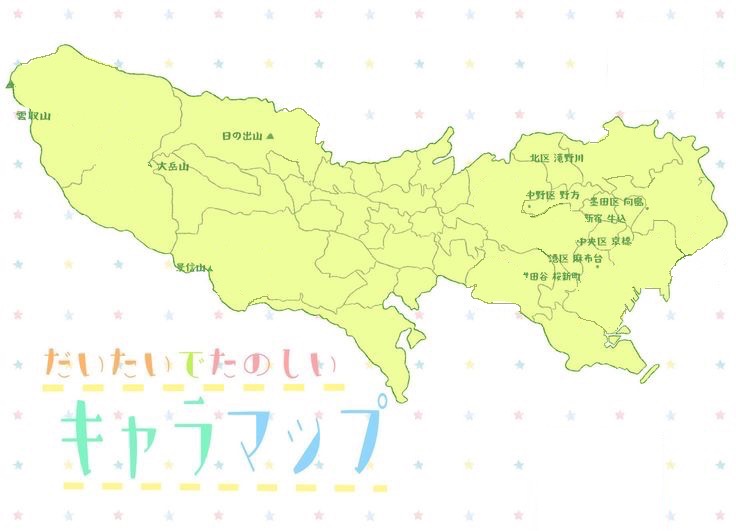 雲取山
日の出山
大岳山
北区 滝野川
中野区 野方
墨田区 向島
新宿 牛込
中央区 京橋
港区 麻布台
景信山
世田谷 桜新町
だいたいでたのしい
キャラマップ